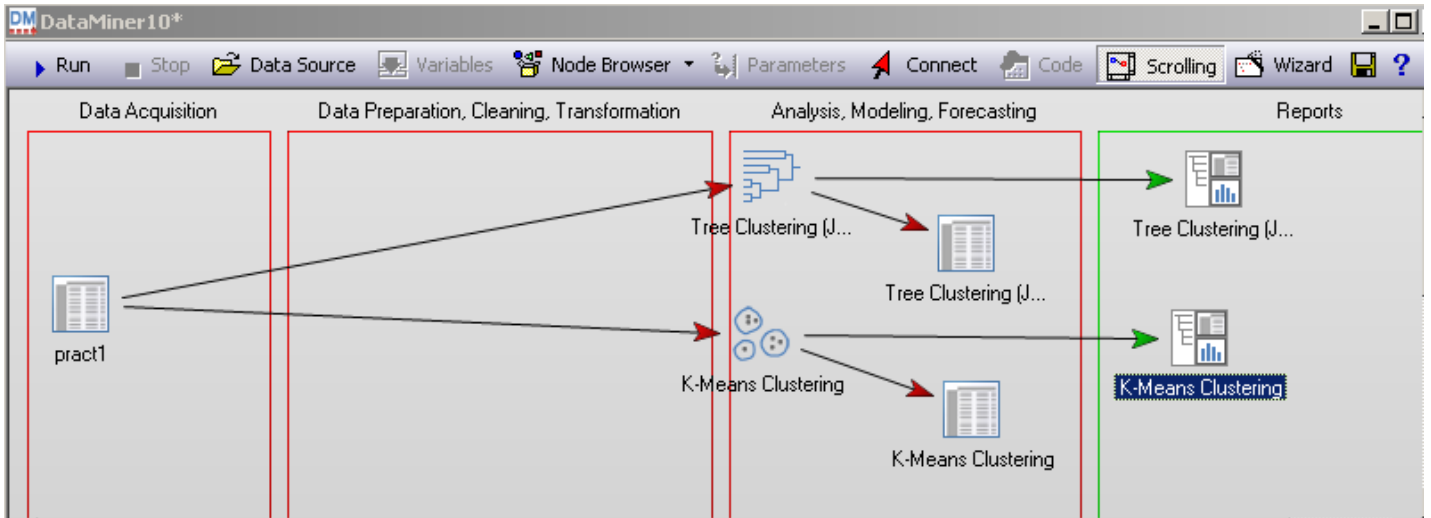 DM DataMiner10*
Run Stop Data Source Variables Node Browser Parameters Connect Code Scrolling Wizard ?
Data Acquisition Data Preparation, Cleaning, Transformation Analysis, Modeling, Forecasting Reports
Tree Clustering (J... Tree Clustering (J...
Tree Clustering (J...
pract1
K-Means Clustering K-Means Clustering
K-Means Clustering